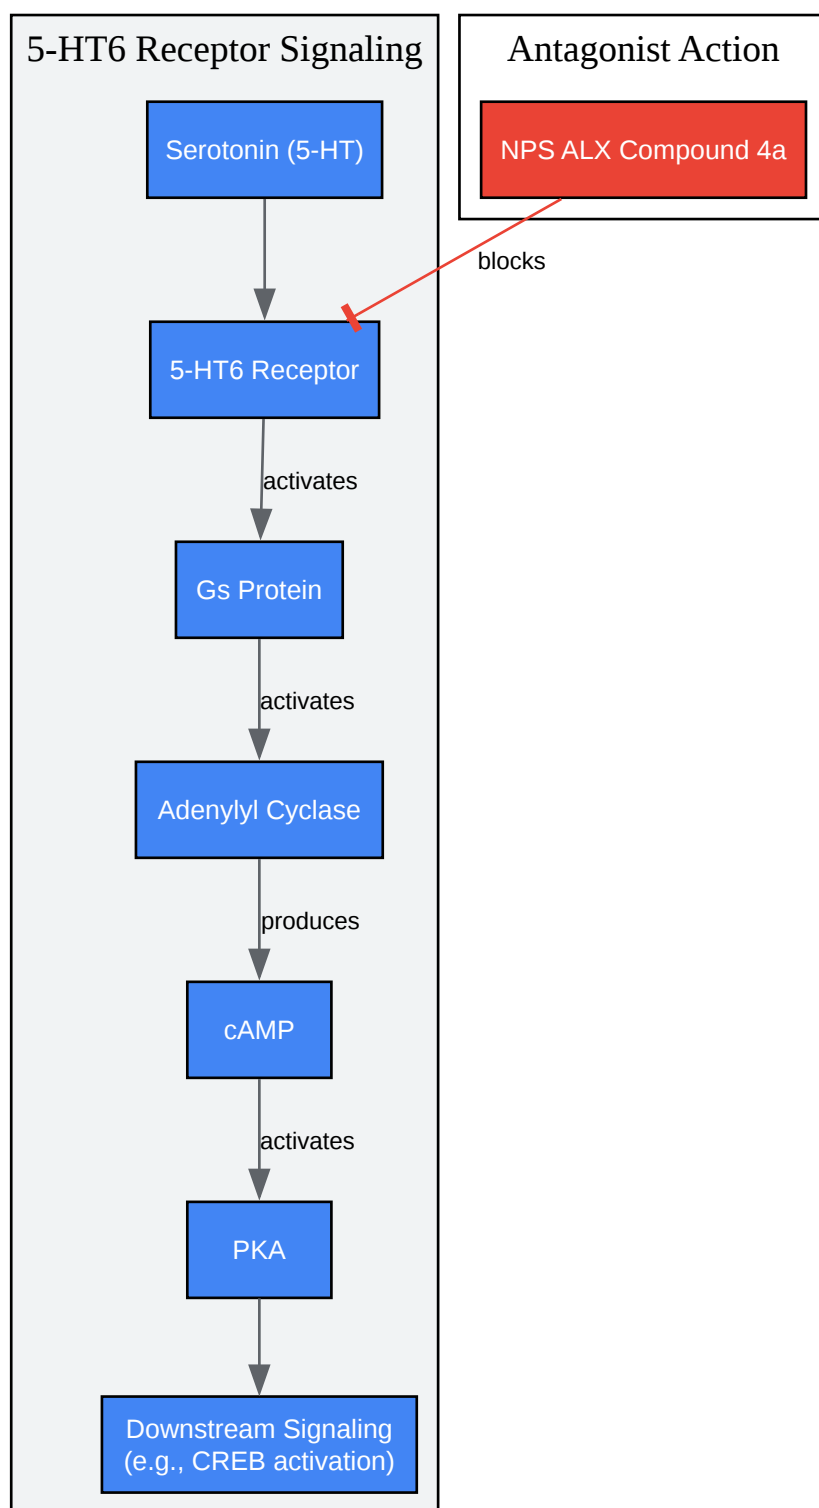 5-HT6 Receptor Signaling
Antagonist Action
Serotonin (5-HT)
NPS ALX Compound 4a
blocks
5-HT6 Receptor
activates
Gs Protein
activates
Adenylyl Cyclase
produces
cAMP
activates
PKA
Downstream Signaling
(e.g., CREB activation)